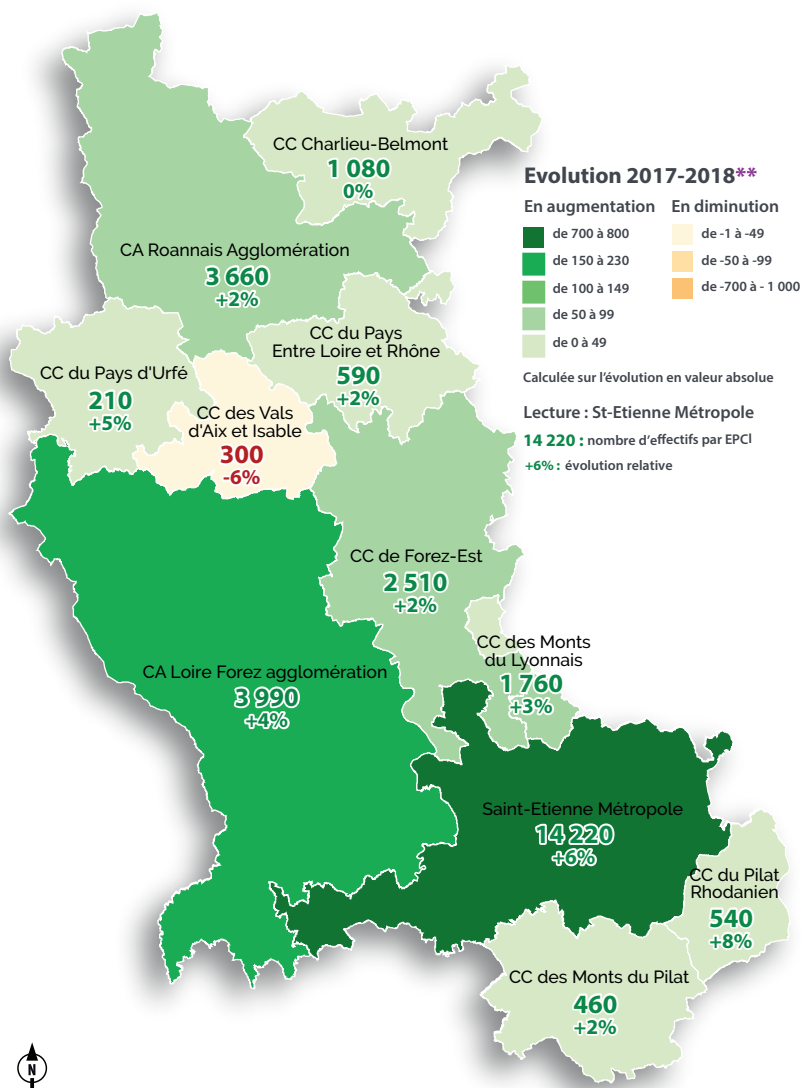 CC Charlieu-Belmont
1 080
0%
Evolution 2017-2018**
En augmentation
de 700 à 800
de 150 à 230
de 100 à 149
de 50 à 99
de 0 à 49
En diminution
de -1 à -49
de -50 à -99
de -700 à - 1 000
Calculée sur l'évolution en valeur absolue
Lecture : St-Etienne Métropole
14 220 : nombre d'effectifs par EPCI
+6% : évolution relative
CA Roannais Agglomération
3 660
+2%
CC du Pays
Entre Loire et Rhône
590
+2%
CC du Pays d'Urfé
210
+5%
CC des Vals
d'Aix et Isable
300
-6%
CC de Forez-Est
2 510
+2%
CC des Monts
du Lyonnais
1 760
+3%
CA Loire Forez agglomération
3 990
+4%
Saint-Etienne Métropole
14 220
+6%
CC du Pilat
Rhodanien
540
+8%
CC des Monts du Pilat
460
+2%
N